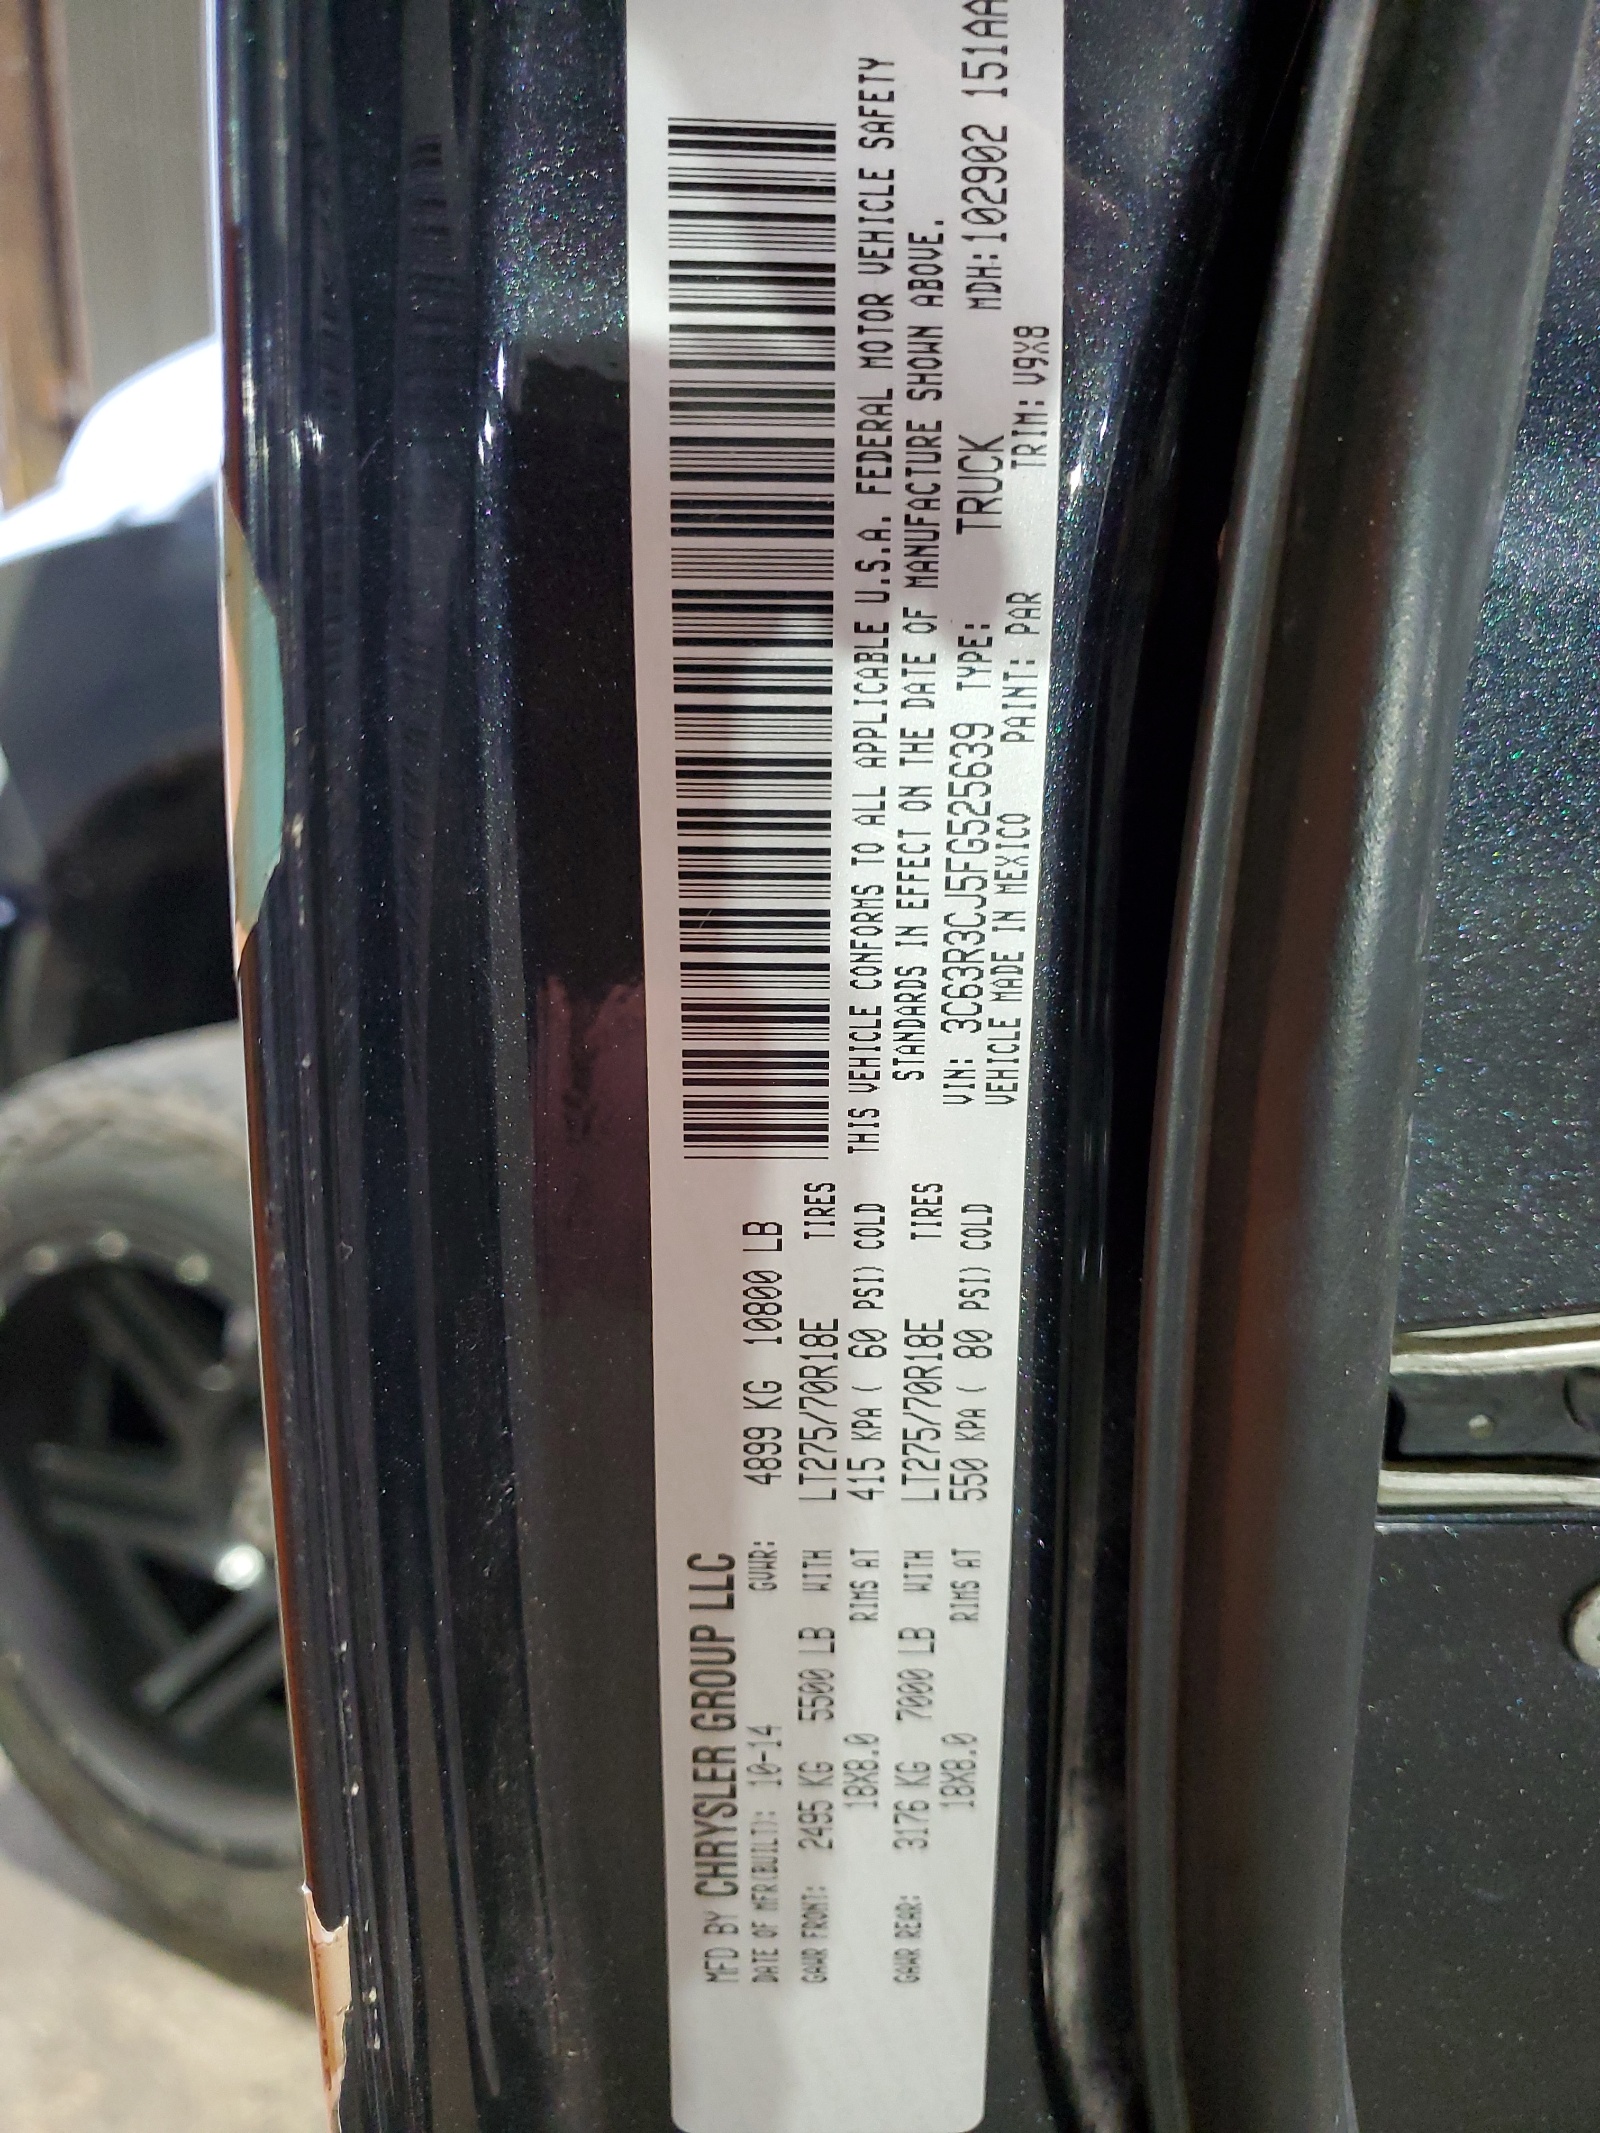 MFD BY CHRYSLER GROUP LLC
DATE OF MFR(BUILT): 10-14 GVWR: 4899 KG 10800 LB
GAWR FRONT: 2495 KG 5500 LB WITH LT275/70R18E TIRES
18X8.0 RIMS AT 415 KPA ( 60 PSI) COLD
GAWR REAR: 3176 KG 7000 LB WITH LT275/70R18E TIRES
18X8.0 RIMS AT 550 KPA ( 80 PSI) COLD
THIS VEHICLE CONFORMS TO ALL APPLICABLE U.S.A. FEDERAL MOTOR VEHICLE SAFETY
STANDARDS IN EFFECT ON THE DATE OF MANUFACTURE SHOWN ABOVE.
VIN: 3C63R3CJ5FG525639 TYPE: TRUCK MDH:102902 151AA
VEHICLE MADE IN MEXICO PAINT: PAR TRIM: V9X8